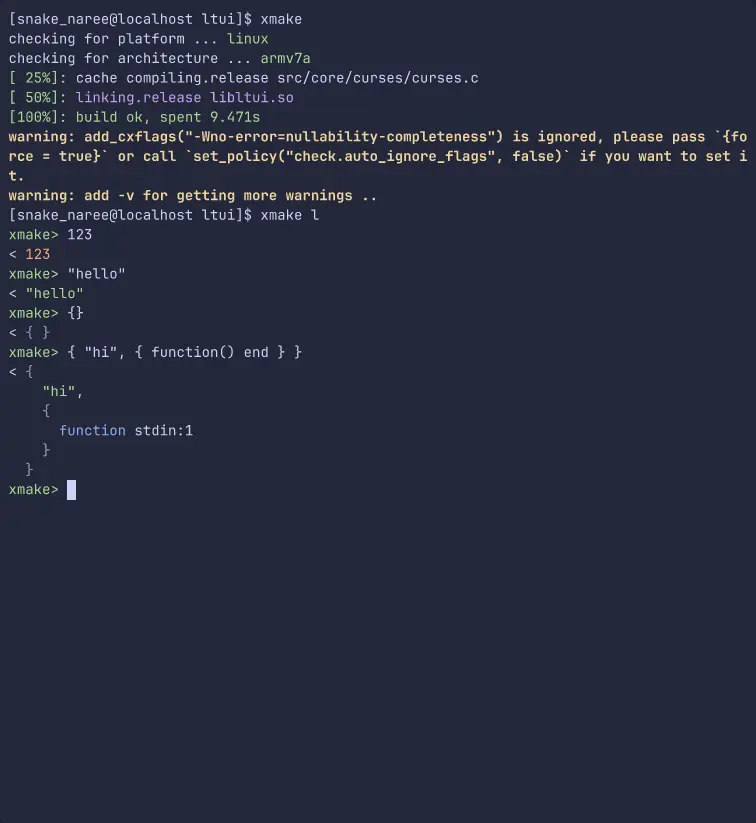 [snake_naree@localhost ltui]$ xmake
checking for platform ... linux
checking for architecture ... armv7a
[ 25%]: cache compiling.release src/core/curses/curses.c
[ 50%]: linking.release libltui.so
[100%]: build ok, spent 9.471s
warning: add_cxflags("-Wno-error=nullability-completeness") is ignored, please pass `{fo
rce = true}` or call `set_policy("check.auto_ignore_flags", false)` if you want to set i
t.
warning: add -v for getting more warnings ..
[snake_naree@localhost ltui]$ xmake l
xmake> 123
< 123
xmake> "hello"
< "hello"
xmake> {}
< { }
xmake> { "hi", { function() end } }
< {
    "hi",
    {
      function stdin:1
    }
  }
xmake>